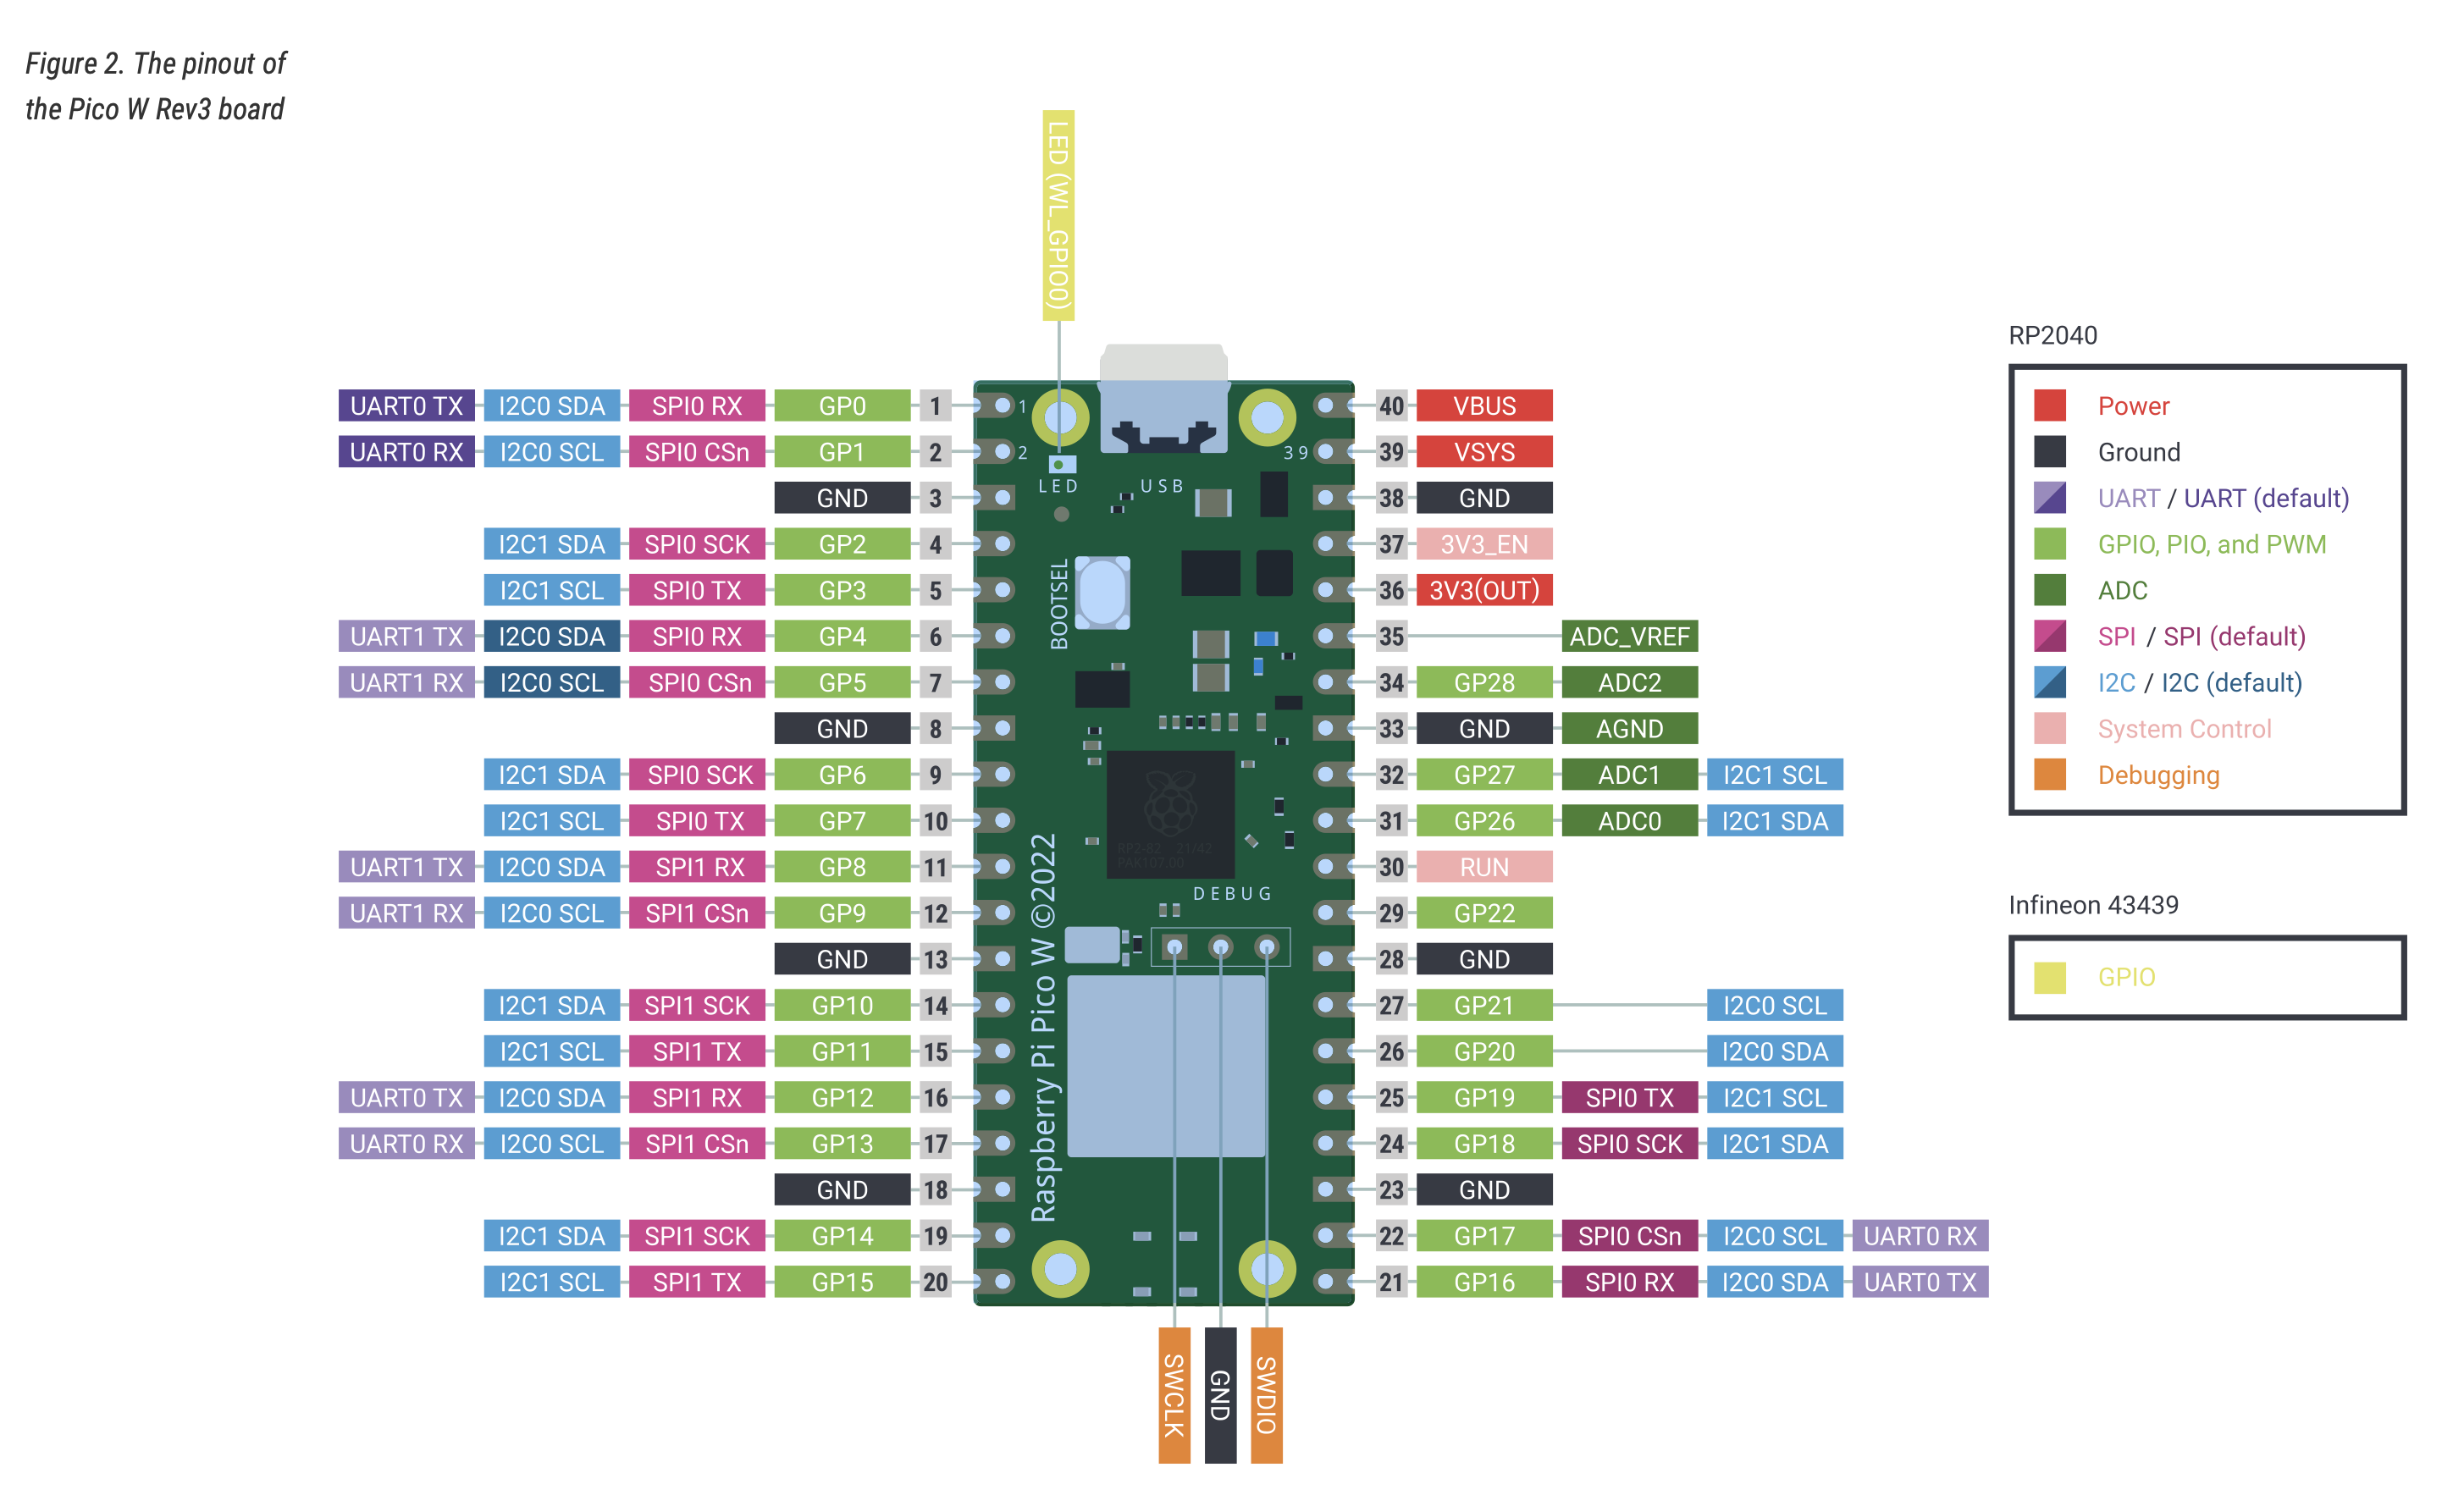 Figure 2. The pinout of
the Pico W Rev3 board
LED (WL_GPIO0)
UART0 TX I2C0 SDA SPI0 RX GP0 1 1 40 VBUS
UART0 RX I2C0 SCL SPI0 CSn GP1 2 2 39 39 VSYS
LED USB
GND 3 38 GND
I2C1 SDA SPI0 SCK GP2 4 37 3V3_EN
I2C1 SCL SPI0 TX GP3 5 36 3V3(OUT)
BOOTSEL
UART1 TX I2C0 SDA SPI0 RX GP4 6 35 ADC_VREF
UART1 RX I2C0 SCL SPI0 CSn GP5 7 34 GP28 ADC2
GND 8 33 GND AGND
I2C1 SDA SPI0 SCK GP6 9 32 GP27 ADC1 I2C1 SCL
I2C1 SCL SPI0 TX GP7 10 31 GP26 ADC0 I2C1 SDA
RP2-B2 21/42
PAK107.00
UART1 TX I2C0 SDA SPI1 RX GP8 11 30 RUN
DEBUG
UART1 RX I2C0 SCL SPI1 CSn GP9 12 29 GP22
GND 13 28 GND
I2C1 SDA SPI1 SCK GP10 14 27 GP21 I2C0 SCL
I2C1 SCL SPI1 TX GP11 15 26 GP20 I2C0 SDA
Raspberry Pi Pico W ©2022
UART0 TX I2C0 SDA SPI1 RX GP12 16 25 GP19 SPI0 TX I2C1 SCL
UART0 RX I2C0 SCL SPI1 CSn GP13 17 24 GP18 SPI0 SCK I2C1 SDA
GND 18 23 GND
I2C1 SDA SPI1 SCK GP14 19 22 GP17 SPI0 CSn I2C0 SCL UART0 RX
I2C1 SCL SPI1 TX GP15 20 21 GP16 SPI0 RX I2C0 SDA UART0 TX
SWCLK
GND
SWDIO
RP2040
Power
Ground
UART / UART (default)
GPIO, PIO, and PWM
ADC
SPI / SPI (default)
I2C / I2C (default)
System Control
Debugging
Infineon 43439
GPIO